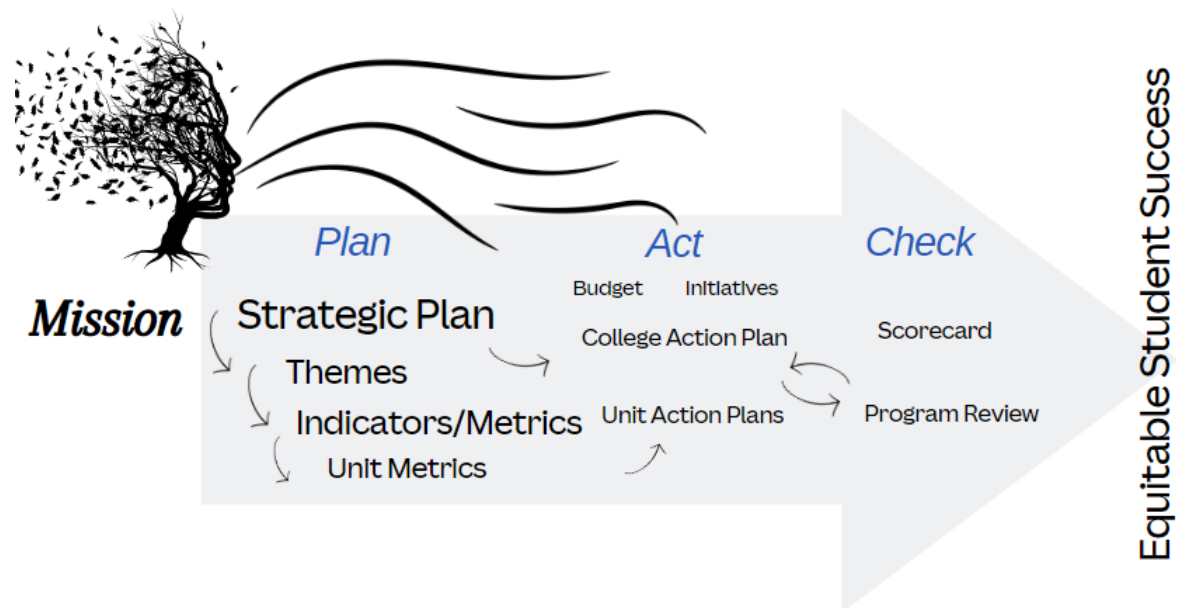 Mission
Plan
Strategic Plan
Themes
Indicators/Metrics
Unit Metrics
Act
Budget
Initiatives
College Action Plan
Unit Action Plans
Check
Scorecard
Program Review
Equitable Student Success